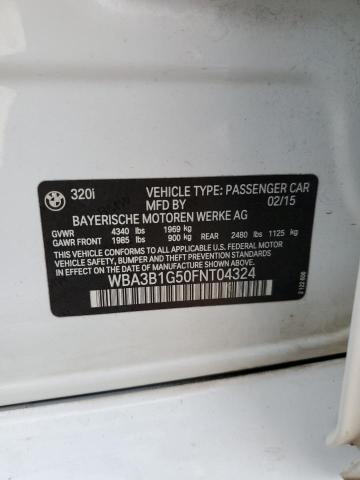 BMW
320i VEHICLE TYPE: PASSENGER CAR
MFD BY 02/15
BAYERISCHE MOTOREN WERKE AG
GVWR 4340 lbs 1969 kg
GAWR FRONT 1985 lbs 900 kg REAR 2480 lbs 1125 kg
THIS VEHICLE CONFORMS TO ALL APPLICABLE U.S. FEDERAL MOTOR
VEHICLE SAFETY, BUMPER, AND THEFT PREVENTION STANDARDS IN
EFFECT ON THE DATE OF MANUFACTURE SHOWN ABOVE.
WBA3B1G50FNT04324